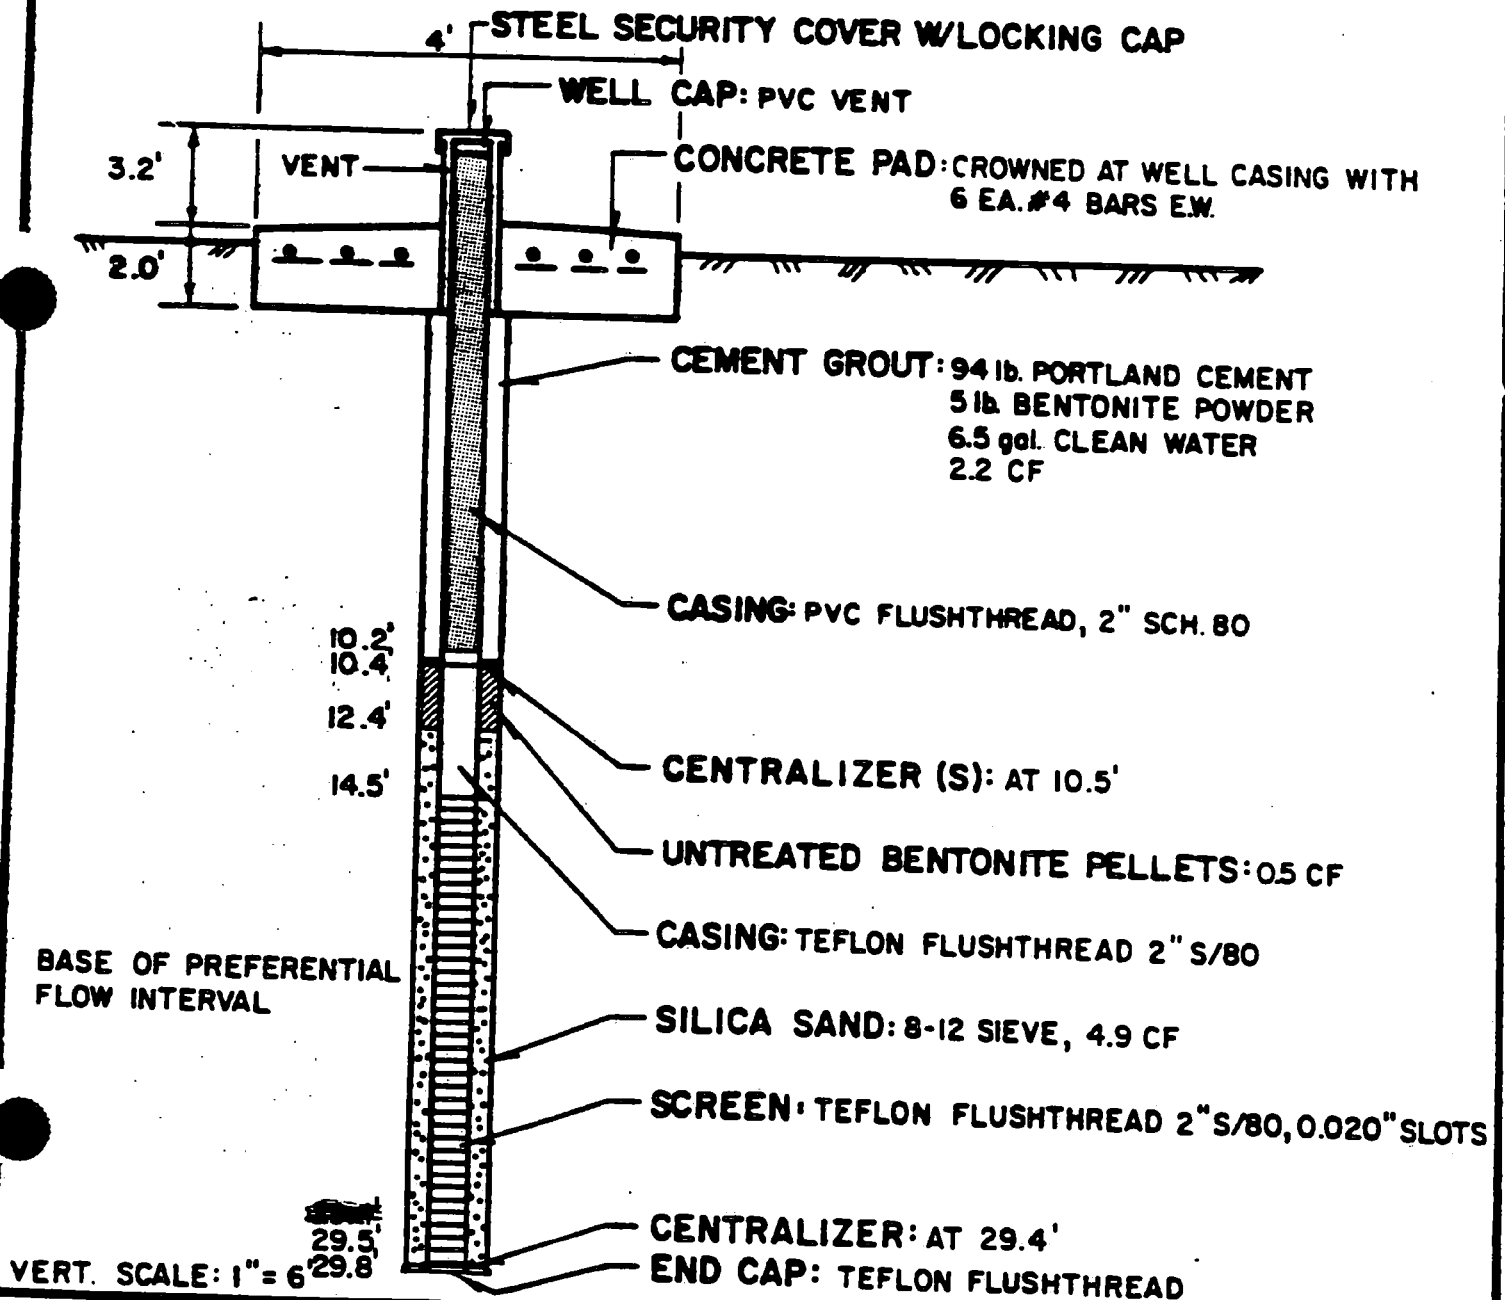 STEEL SECURITY COVER W/LOCKING CAP
4'
WELL CAP: PVC VENT
3.2'
VENT
CONCRETE PAD: CROWNED AT WELL CASING WITH
6 EA. #4 BARS E.W.
2.0'
CEMENT GROUT: 94 lb. PORTLAND CEMENT
5 lb. BENTONITE POWDER
6.5 gal. CLEAN WATER
2.2 CF
CASING: PVC FLUSHTHREAD, 2" SCH. 80
10.2'
10.4'
12.4'
14.5'
CENTRALIZER (S): AT 10.5'
UNTREATED BENTONITE PELLETS: 0.5 CF
CASING: TEFLON FLUSHTHREAD 2" S/80
BASE OF PREFERENTIAL
FLOW INTERVAL
SILICA SAND: 8-12 SIEVE, 4.9 CF
SCREEN: TEFLON FLUSHTHREAD 2" S/80, 0.020" SLOTS
29.5'
29.8'
CENTRALIZER: AT 29.4'
END CAP: TEFLON FLUSHTHREAD
VERT. SCALE: 1" = 6'